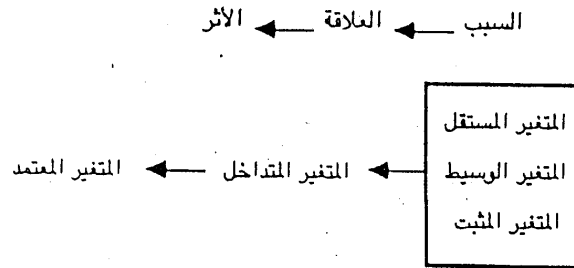 السبب العلاقة الأثر
المتغير المستقل
المتغير الوسيط المتغير المتداخل المتغير المعتمد
المتغير المثبت